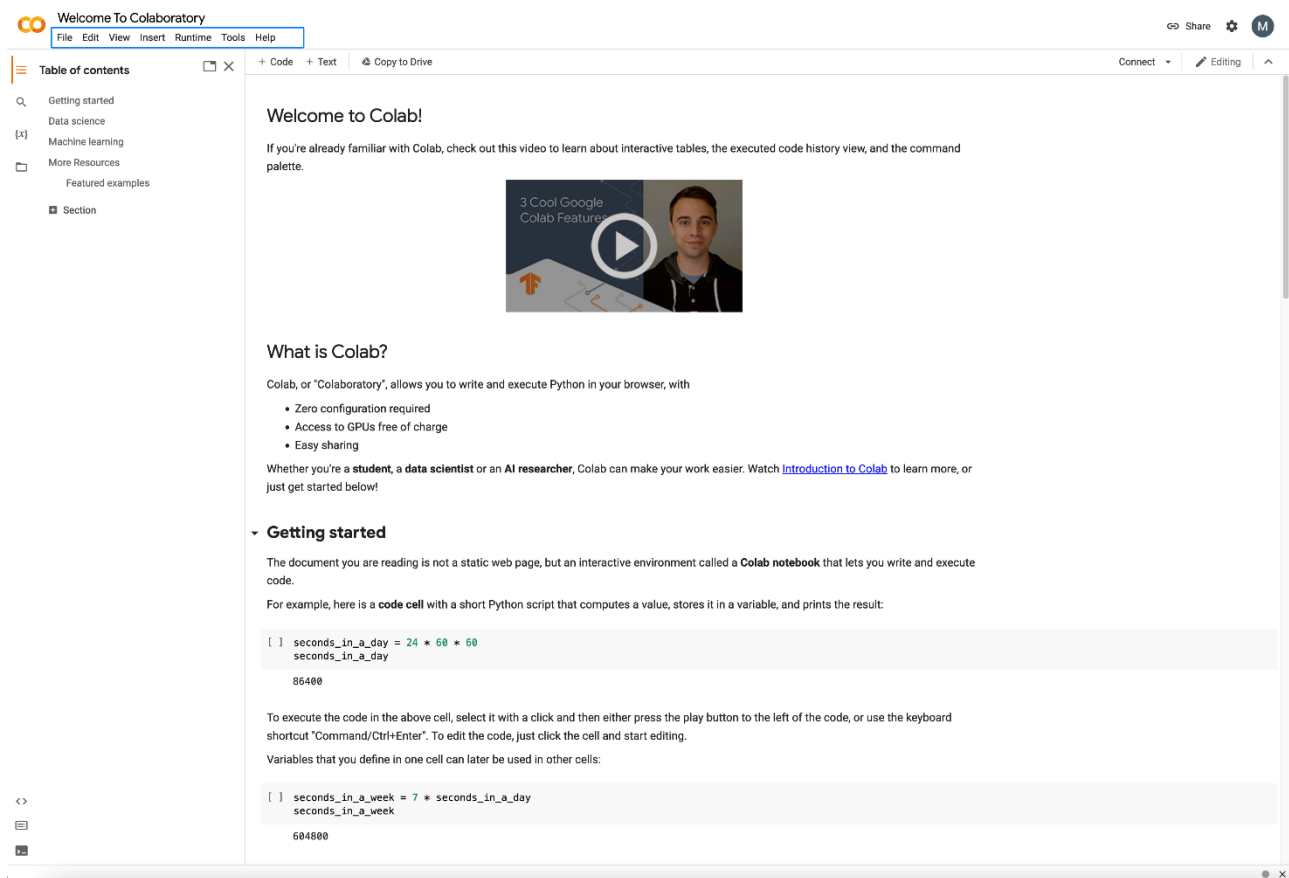 Welcome To Colaboratory
File Edit View Insert Runtime Tools Help
Share
M
Table of contents
Getting started
Data science
Machine learning
More Resources
Featured examples
Section
{x}
+ Code + Text Copy to Drive
Connect
Editing
Welcome to Colab!
If you're already familiar with Colab, check out this video to learn about interactive tables, the executed code history view, and the command
palette.
3 Cool Google
Colab Features
What is Colab?
Colab, or "Colaboratory", allows you to write and execute Python in your browser, with
• Zero configuration required
• Access to GPUs free of charge
• Easy sharing
Whether you're a student, a data scientist or an AI researcher, Colab can make your work easier. Watch Introduction to Colab to learn more, or
just get started below!
Getting started
The document you are reading is not a static web page, but an interactive environment called a Colab notebook that lets you write and execute
code.
For example, here is a code cell with a short Python script that computes a value, stores it in a variable, and prints the result:
[ ] seconds_in_a_day = 24 * 60 * 60
seconds_in_a_day
86400
To execute the code in the above cell, select it with a click and then either press the play button to the left of the code, or use the keyboard
shortcut "Command/Ctrl+Enter". To edit the code, just click the cell and start editing.
Variables that you define in one cell can later be used in other cells:
[ ] seconds_in_a_week = 7 * seconds_in_a_day
seconds_in_a_week
604800